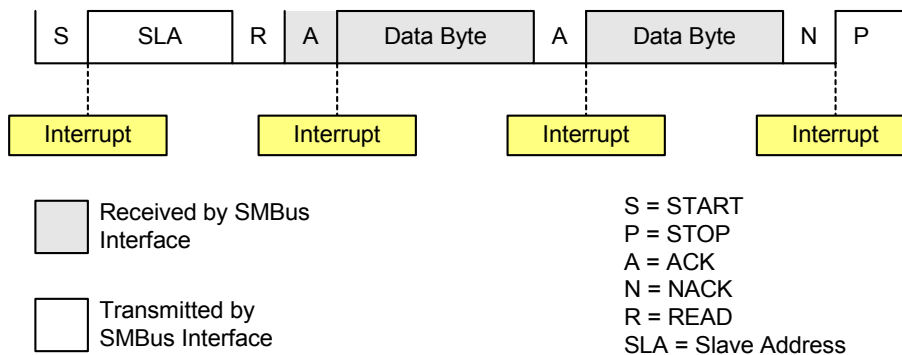 S SLA R A Data Byte A Data Byte N P
Interrupt Interrupt Interrupt Interrupt
Received by SMBus
Interface
Transmitted by
SMBus Interface
S = START
P = STOP
A = ACK
N = NACK
R = READ
SLA = Slave Address